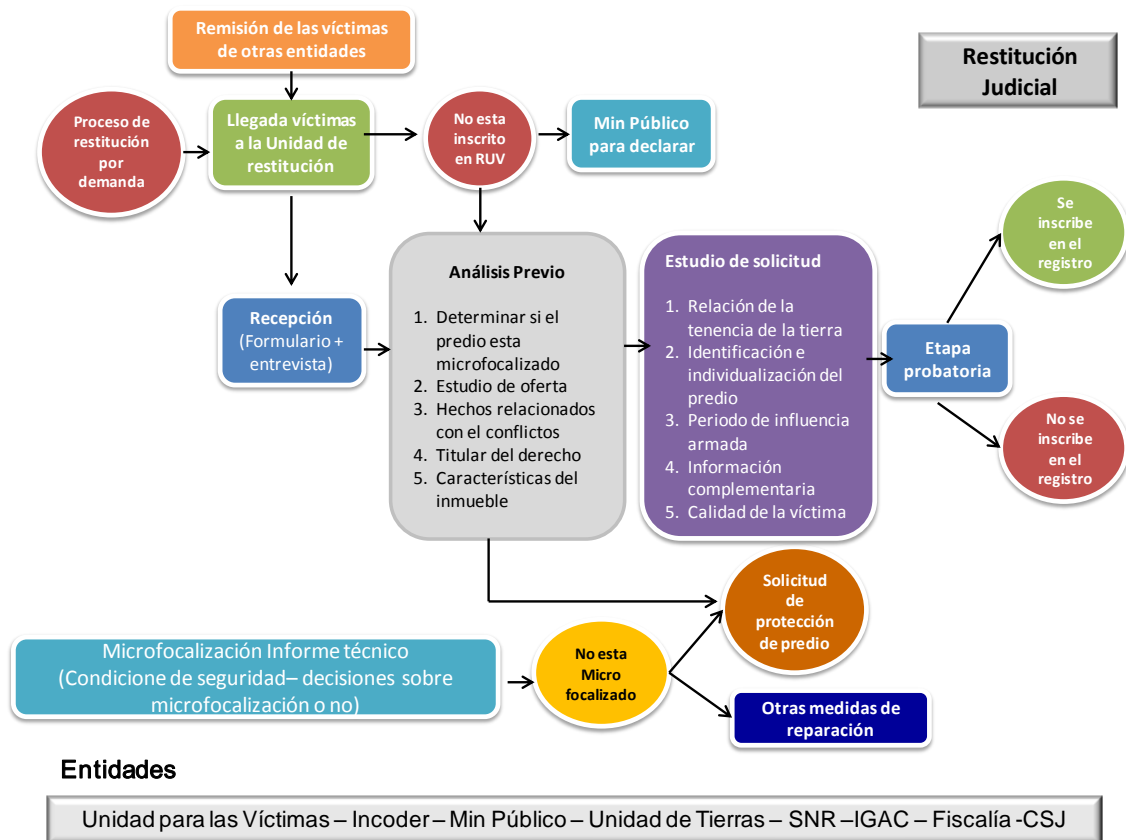 Remisión de las víctimas
de otras entidades
Restitución
Judicial
Proceso de
restitución
por
demanda
Llegada víctimas
a la Unidad de
restitución
No esta
inscrito
en RUV
Min Público
para declarar
Se
inscribe
en el
registro
Análisis Previo
1. Determinar si el
predio esta
microfocalizado
2. Estudio de oferta
3. Hechos relacionados
con el conflictos
4. Titular del derecho
5. Características del
inmueble
Estudio de solicitud
1. Relación de la
tenencia de la tierra
2. Identificación e
individualización del
predio
3. Periodo de influencia
armada
4. Información
complementaria
5. Calidad de la víctima
Recepción
(Formulario +
entrevista)
Etapa
probatoria
No se
inscribe
en el
registro
Solicitud
de
protección
de predio
Microfocalización Informe técnico
(Condicione de seguridad– decisiones sobre
microfocalización o no)
No esta
Micro
focalizado
Otras medidas de
reparación
Entidades
Unidad para las Víctimas – Incoder – Min Público – Unidad de Tierras – SNR –IGAC – Fiscalía -CSJ